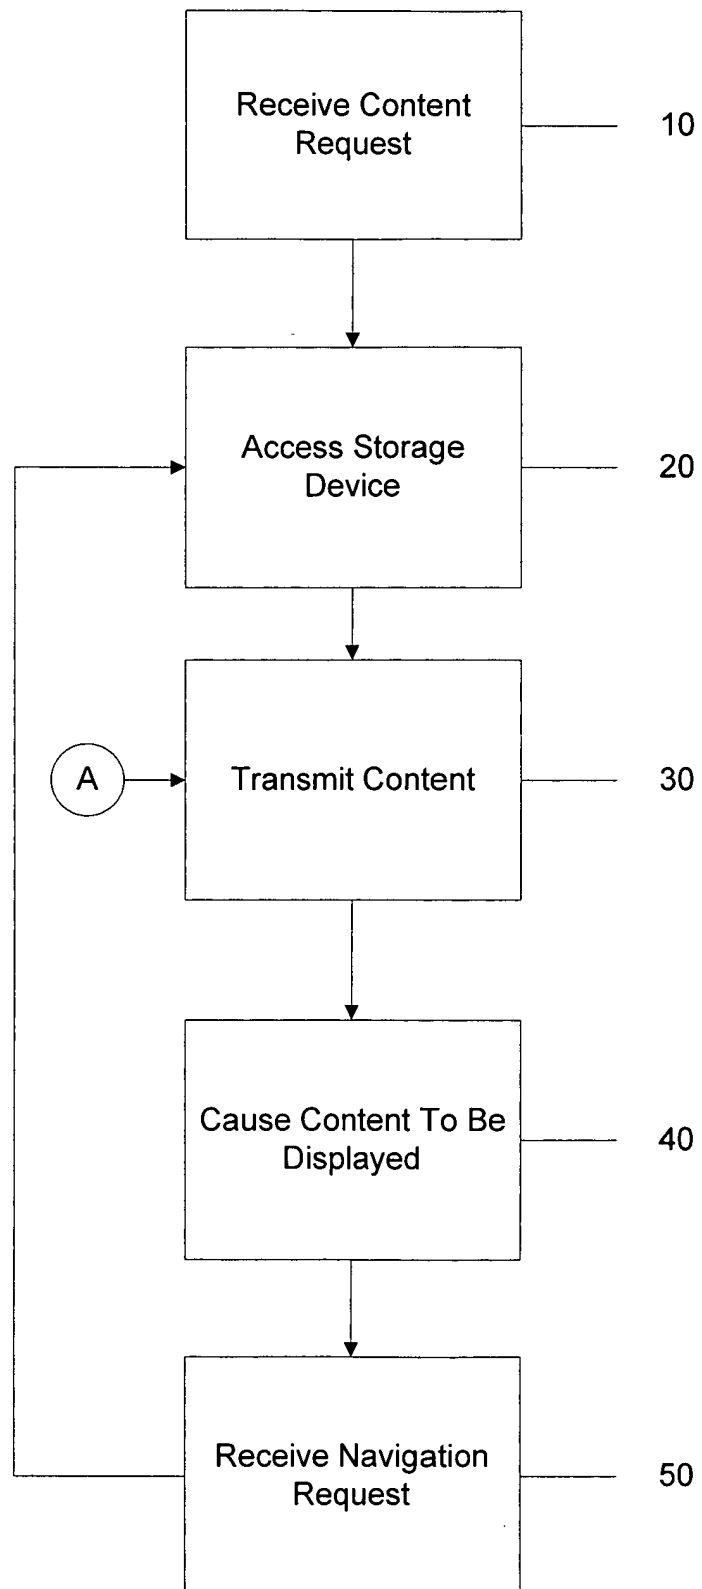 Receive Content
Request
10
Access Storage
Device
20
A
Transmit Content
30
Cause Content To Be
Displayed
40
Receive Navigation
Request
50